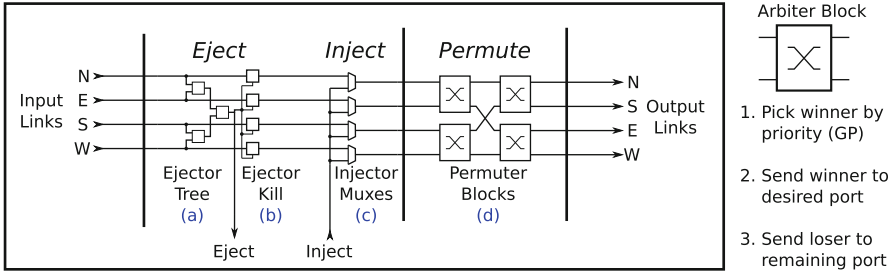 Eject
Inject
Permute
Arbiter Block
Input
Links
N
E
S
W
Ejector
Tree
(a)
Ejector
Kill
(b)
Injector
Muxes
(c)
Permuter
Blocks
(d)
Eject
Inject
N
S
E
W
Output
Links
1. Pick winner by
priority (GP)
2. Send winner to
desired port
3. Send loser to
remaining port